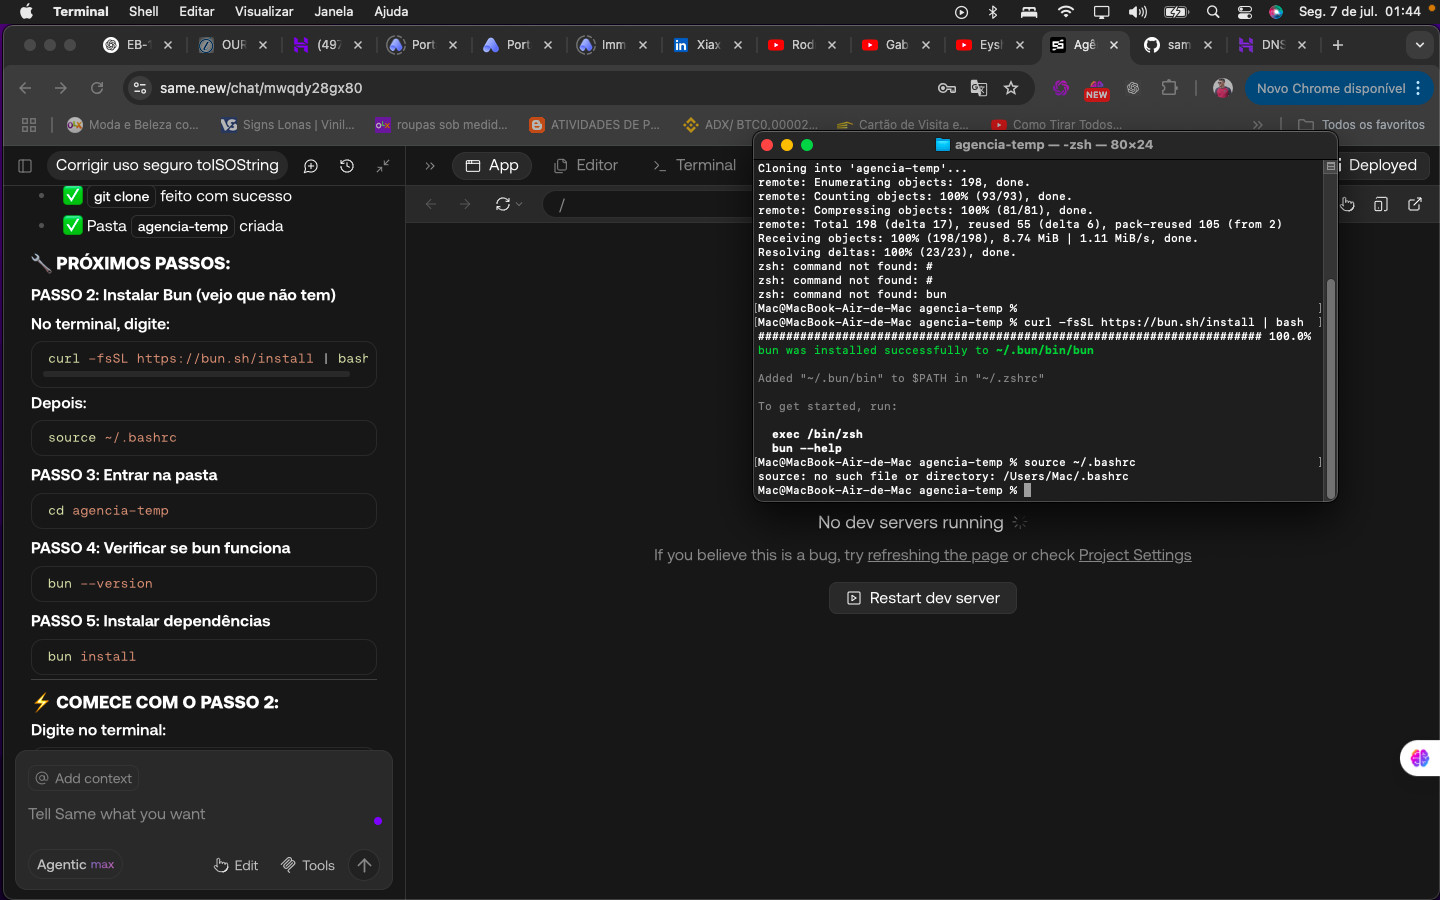 Terminal Shell Editar Visualizar Janela Ajuda Seg. 7 de jul. 01:44
EB-1 OUR (497 Port Port Imm Xiax Rod Gab Eysh Agê sam DNS
same.new/chat/mwqdy28gx80 NEW Novo Chrome disponível
Moda e Beleza co... Signs Lonas | Vinil... roupas sob medid... ATIVIDADES DE P... ADX/ BTC0.00002... Cartão de Visita e... Como Tirar Todos... Todos os favoritos
Corrigir uso seguro toISOString
App Editor Terminal Deployed
/
✅ git clone feito com sucesso
✅ Pasta agencia-temp criada
🔧 PRÓXIMOS PASSOS:
PASSO 2: Instalar Bun (vejo que não tem)
No terminal, digite:
curl -fsSL https://bun.sh/install | bash
Depois:
source ~/.bashrc
PASSO 3: Entrar na pasta
cd agencia-temp
PASSO 4: Verificar se bun funciona
bun --version
PASSO 5: Instalar dependências
bun install
⚡ COMECE COM O PASSO 2:
Digite no terminal:
@ Add context
Tell Same what you want
Agentic max Edit Tools
agencia-temp — -zsh — 80×24
Cloning into 'agencia-temp'...
remote: Enumerating objects: 198, done.
remote: Counting objects: 100% (93/93), done.
remote: Compressing objects: 100% (81/81), done.
remote: Total 198 (delta 17), reused 55 (delta 6), pack-reused 105 (from 2)
Receiving objects: 100% (198/198), 8.74 MiB | 1.11 MiB/s, done.
Resolving deltas: 100% (23/23), done.
zsh: command not found: #
zsh: command not found: #
zsh: command not found: bun
[Mac@MacBook-Air-de-Mac agencia-temp % ]
[Mac@MacBook-Air-de-Mac agencia-temp % curl -fsSL https://bun.sh/install | bash ]
######################################################################## 100.0%
bun was installed successfully to ~/.bun/bin/bun
Added "~/.bun/bin" to $PATH in "~/.zshrc"
To get started, run:
exec /bin/zsh
bun --help
[Mac@MacBook-Air-de-Mac agencia-temp % source ~/.bashrc ]
source: no such file or directory: /Users/Mac/.bashrc
Mac@MacBook-Air-de-Mac agencia-temp %
No dev servers running
If you believe this is a bug, try refreshing the page or check Project Settings
Restart dev server